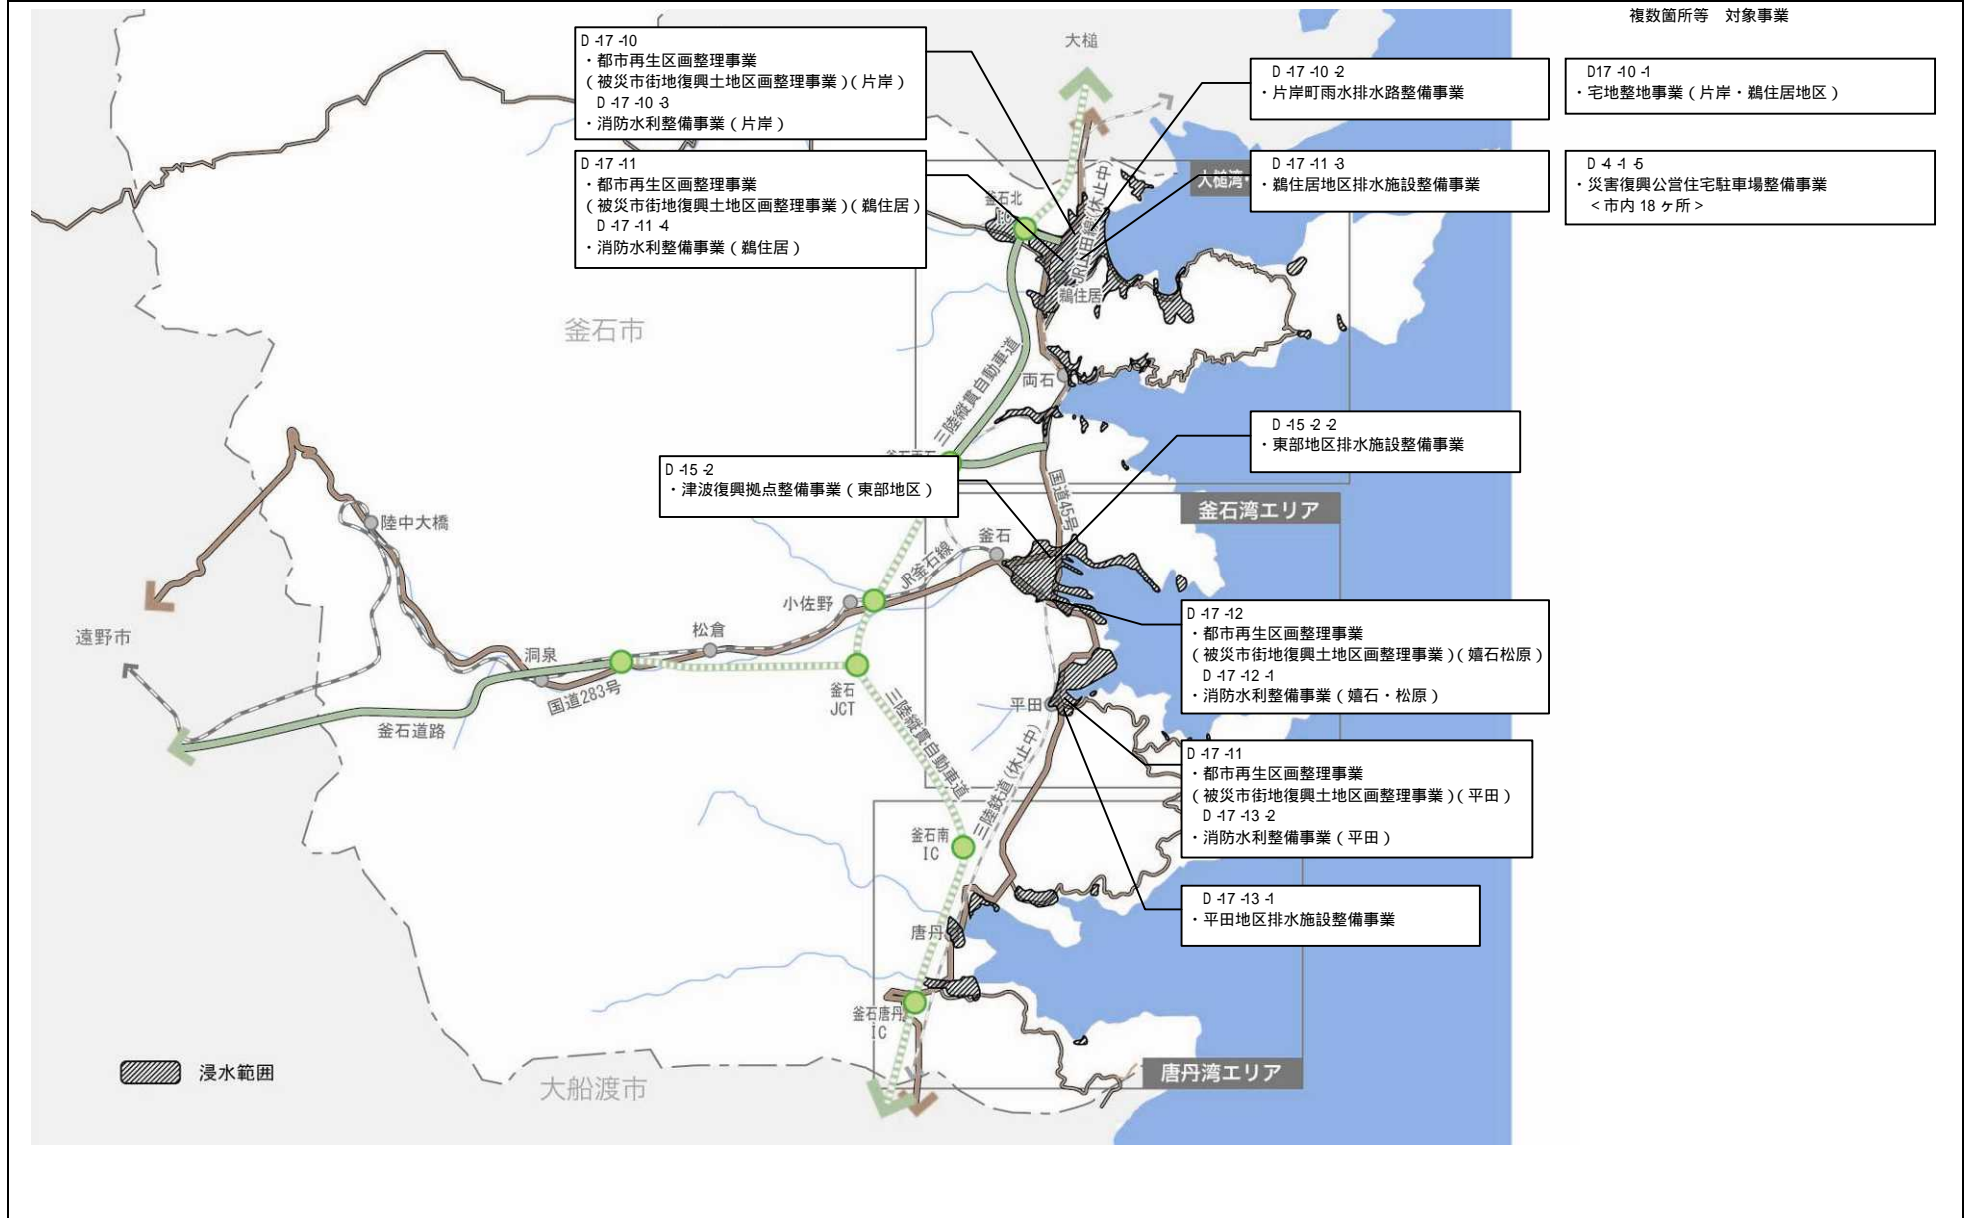 複数箇所等　対象事業
D-17-10
・都市再生区画整理事業
(被災市街地復興土地区画整理事業)(片岸)
D-17-10-3
・消防水利整備事業(片岸)
D-17-10-2
・片岸町雨水排水路整備事業
D17-10-1
・宅地整地事業(片岸・鵜住居地区)
D-17-11
・都市再生区画整理事業
(被災市街地復興土地区画整理事業)(鵜住居)
D-17-11-4
・消防水利整備事業(鵜住居)
D-17-11-3
・鵜住居地区排水施設整備事業
D-4-1-5
・災害復興公営住宅駐車場整備事業
<市内18ヶ所>
大槌
大槌湾・
釜石北
JR山田線(休止中)
鵜住居
釜石市
三陸縦貫自動車道
両石
D-15-2-2
・東部地区排水施設整備事業
D-15-2
・津波復興拠点整備事業(東部地区)
国道45号
釜石湾エリア
陸中大橋
釜石
JR釜石線
小佐野
松倉
洞泉
遠野市
国道283号
釜石道路
釜石
JCT
三陸縦貫自動車道
平田
三陸鉄道(休止中)
D-17-12
・都市再生区画整理事業
(被災市街地復興土地区画整理事業)(嬉石松原)
D-17-12-1
・消防水利整備事業(嬉石・松原)
D-17-11
・都市再生区画整理事業
(被災市街地復興土地区画整理事業)(平田)
D-17-13-2
・消防水利整備事業(平田)
釜石南
IC
D-17-13-1
・平田地区排水施設整備事業
唐丹
釜石唐丹
IC
唐丹湾エリア
浸水範囲
大船渡市